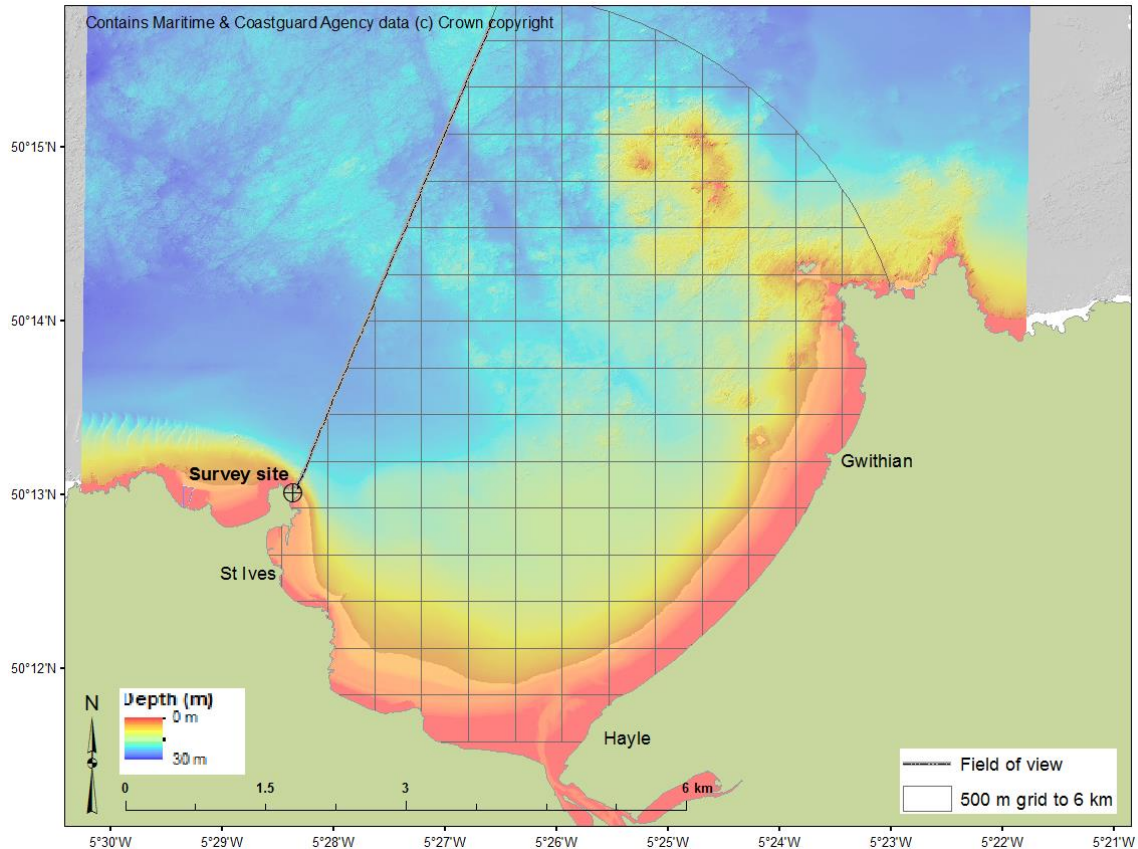 Contains Maritime & Coastguard Agency data (c) Crown copyright
50°15'N
50°14'N
50°13'N
50°12'N
Survey site
St Ives
Gwithian
Hayle
N
Depth (m)
0 m
30 m
0 1.5 3 6 km
Field of view
500 m grid to 6 km
5°30'W 5°29'W 5°28'W 5°27'W 5°26'W 5°25'W 5°24'W 5°23'W 5°22'W 5°21'W